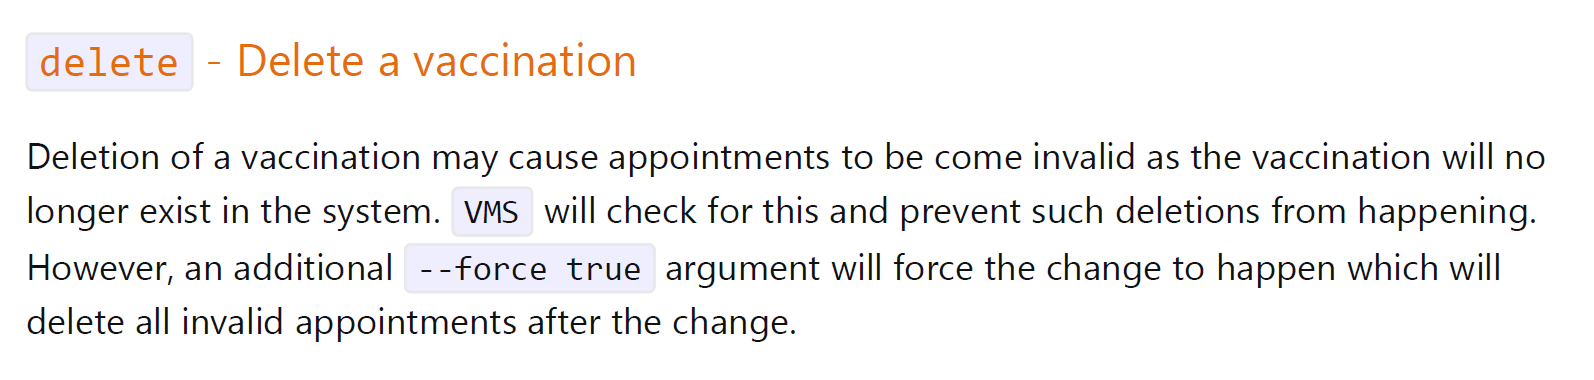 delete - Delete a vaccination
Deletion of a vaccination may cause appointments to be come invalid as the vaccination will no
longer exist in the system. VMS will check for this and prevent such deletions from happening.
However, an additional --force true argument will force the change to happen which will
delete all invalid appointments after the change.